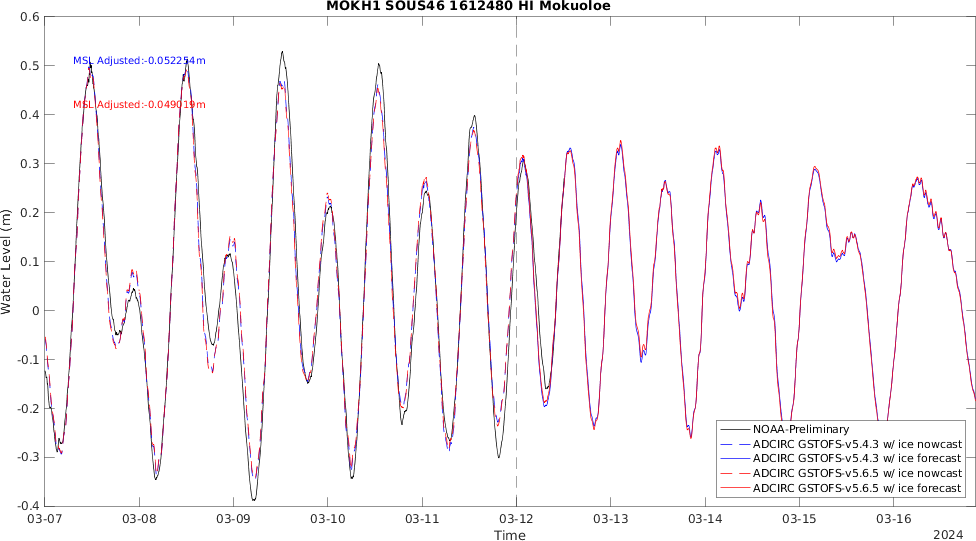 MOKH1 SOUS46 1612480 HI Mokuoloe
0.6
0.5
0.4
0.3
0.2
0.1
0
-0.1
-0.2
-0.3
-0.4
Water Level (m)
MSL Adjusted:-0.052254m
MSL Adjusted:-0.049019m
NOAA-Preliminary
ADCIRC GSTOFS-v5.4.3 w/ ice nowcast
ADCIRC GSTOFS-v5.4.3 w/ ice forecast
ADCIRC GSTOFS-v5.6.5 w/ ice nowcast
ADCIRC GSTOFS-v5.6.5 w/ ice forecast
03-07 03-08 03-09 03-10 03-11 03-12 03-13 03-14 03-15 03-16
Time
2024